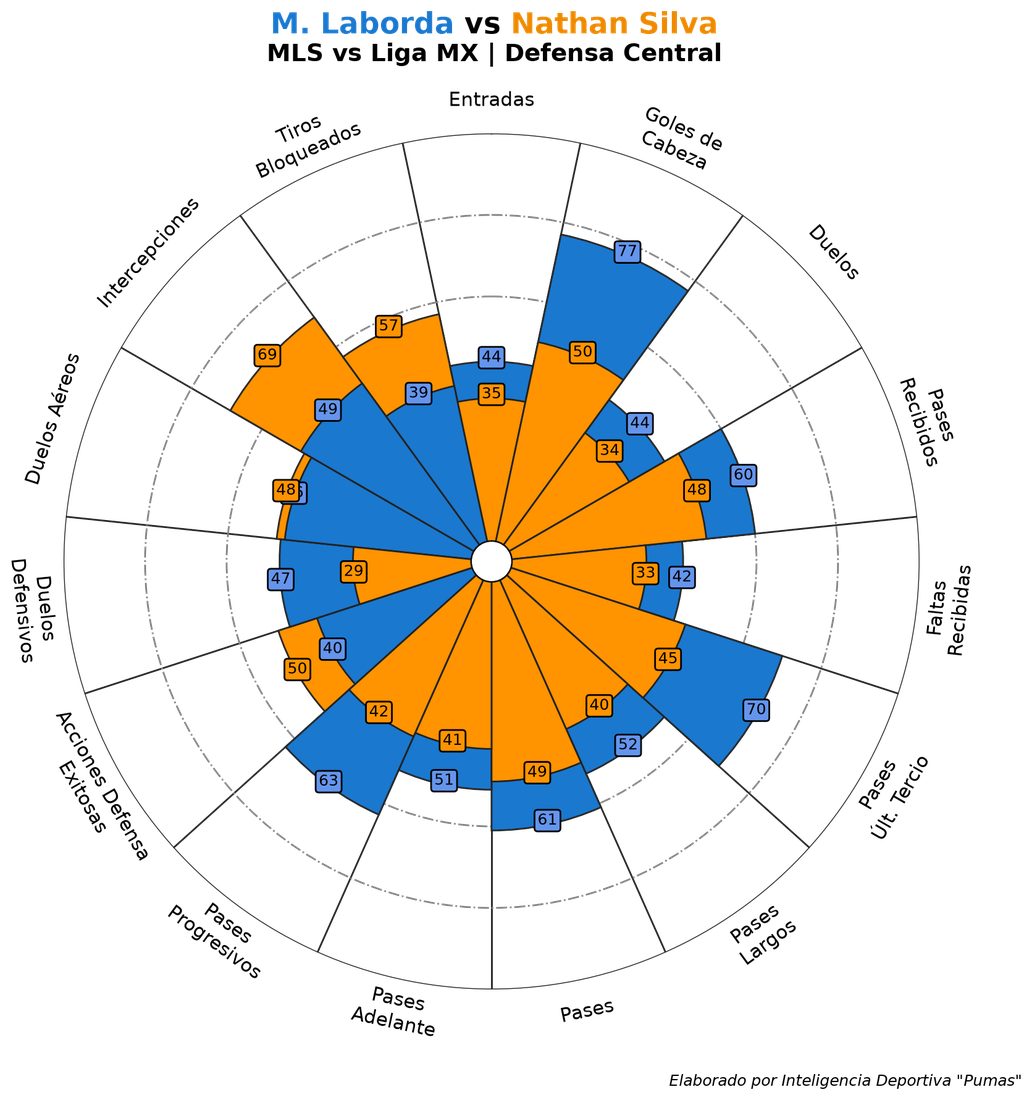 M. Laborda vs Nathan Silva
MLS vs Liga MX | Defensa Central
Entradas
44
35
Goles de
Cabeza
77
50
Duelos
44
34
Pases
Recibidos
60
48
Faltas
Recibidas
42
33
Pases
Últ. Tercio
70
45
Pases
Largos
52
40
Pases
61
49
Pases
Adelante
51
41
Pases
Progresivos
63
42
Acciones Defensa
Exitosas
40
50
Duelos
Defensivos
47
29
Duelos Aéreos
48
Intercepciones
69
49
Tiros
Bloqueados
57
39
Elaborado por Inteligencia Deportiva "Pumas"